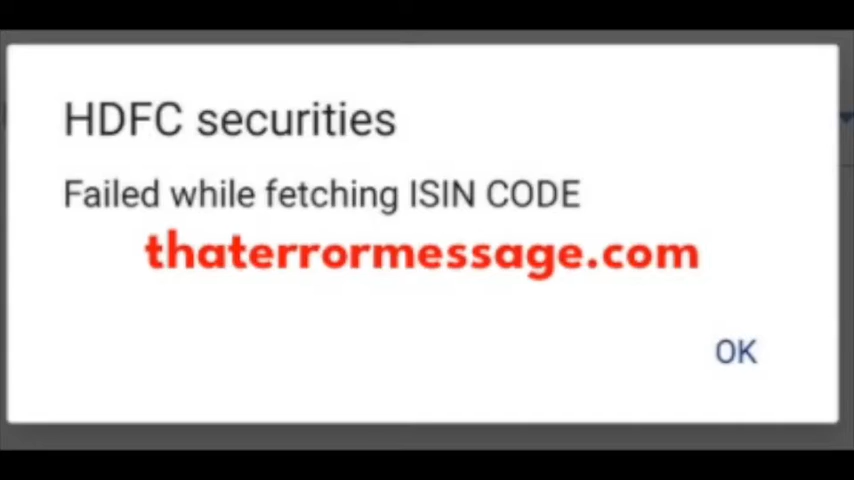 HDFC securities
Failed while fetching ISIN CODE
thaterrormessage.com
OK